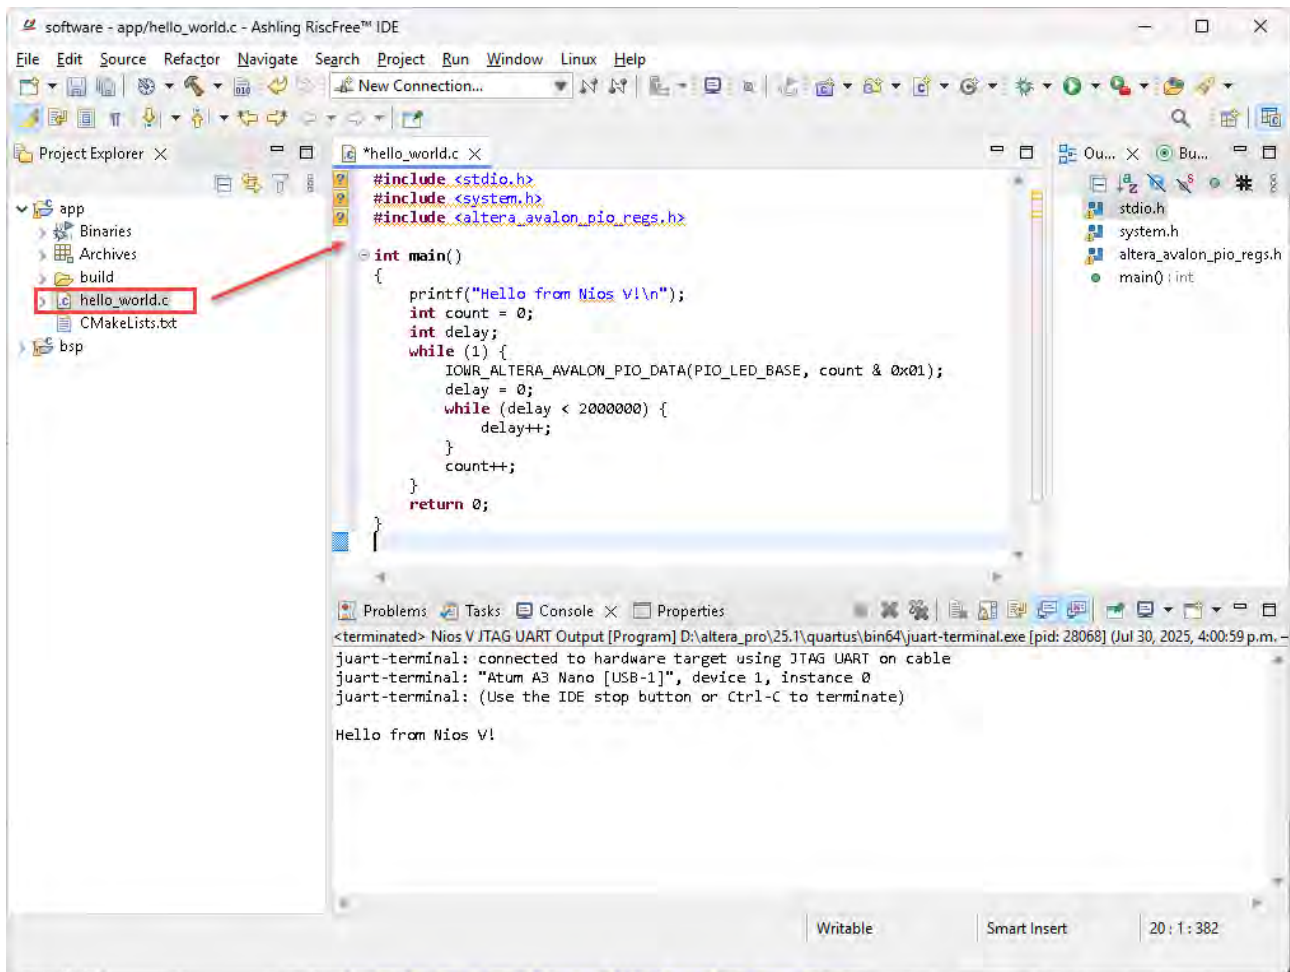 software - app/hello_world.c - Ashling RiscFree™ IDE
File Edit Source Refactor Navigate Search Project Run Window Linux Help
010 New Connection...
Project Explorer
*hello_world.c
Ou... Bu...
app
Binaries
Archives
build
hello_world.c
CMakeLists.txt
bsp
#include <stdio.h>
#include <system.h>
#include <altera_avalon_pio_regs.h>
int main()
{
printf("Hello from Nios V!\n");
int count = 0;
int delay;
while (1) {
IOWR_ALTERA_AVALON_PIO_DATA(PIO_LED_BASE, count & 0x01);
delay = 0;
while (delay < 2000000) {
delay++;
}
count++;
}
return 0;
}
stdio.h
system.h
altera_avalon_pio_regs.h
main() : int
Problems Tasks Console Properties
<terminated> Nios V JTAG UART Output [Program] D:\altera_pro\25.1\quartus\bin64\juart-terminal.exe [pid: 28068] (Jul 30, 2025, 4:00:59 p.m. –
juart-terminal: connected to hardware target using JTAG UART on cable
juart-terminal: "Atum A3 Nano [USB-1]", device 1, instance 0
juart-terminal: (Use the IDE stop button or Ctrl-C to terminate)
Hello from Nios V!
Writable Smart Insert 20 : 1 : 382